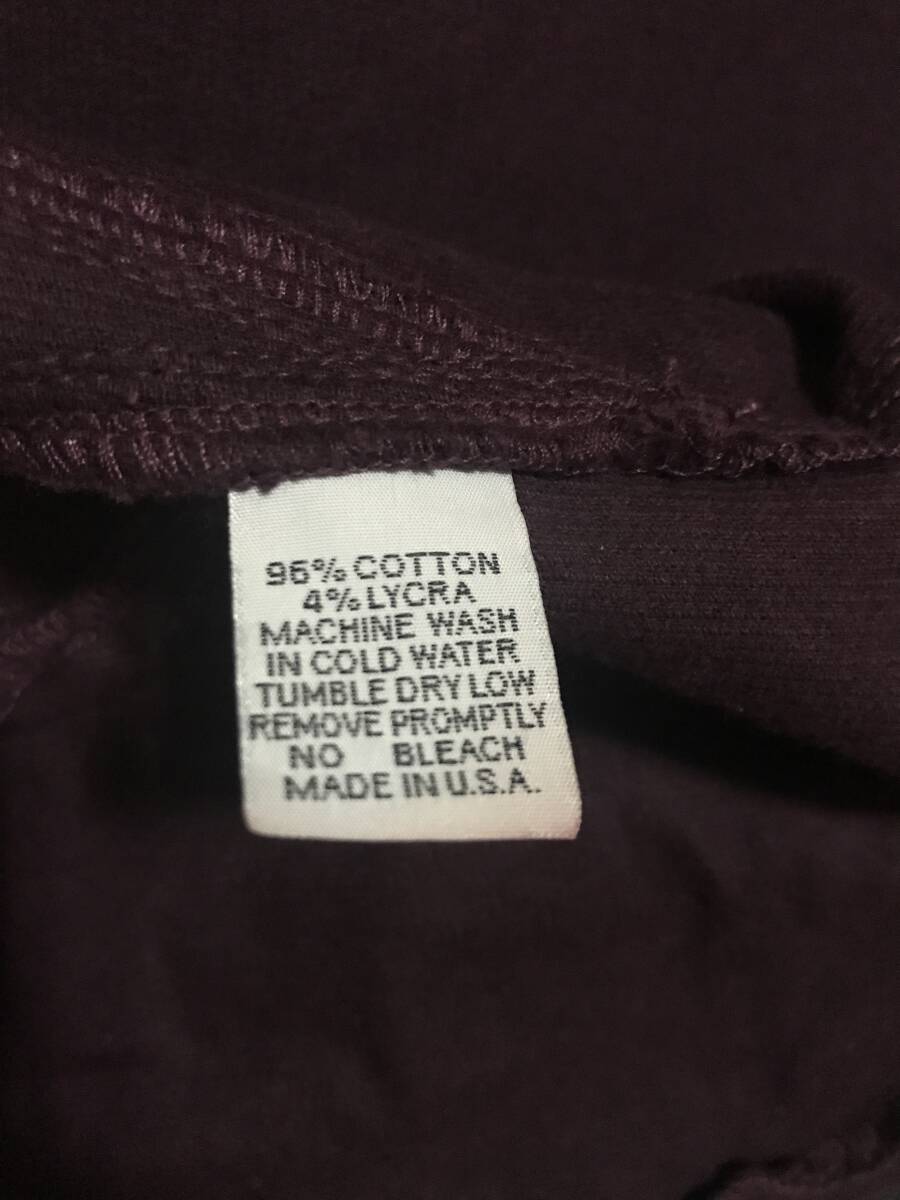 96% COTTON
4% LYCRA
MACHINE WASH
IN COLD WATER
TUMBLE DRY LOW
REMOVE PROMPTLY
NO BLEACH
MADE IN U.S.A.